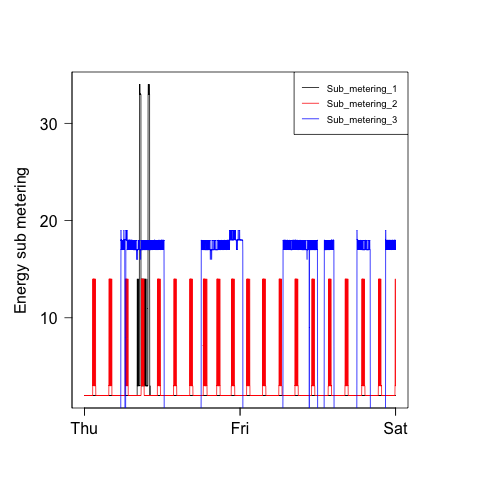 Sub_metering_1
Sub_metering_2
Sub_metering_3
30
20
10
Energy sub metering
Thu Fri Sat